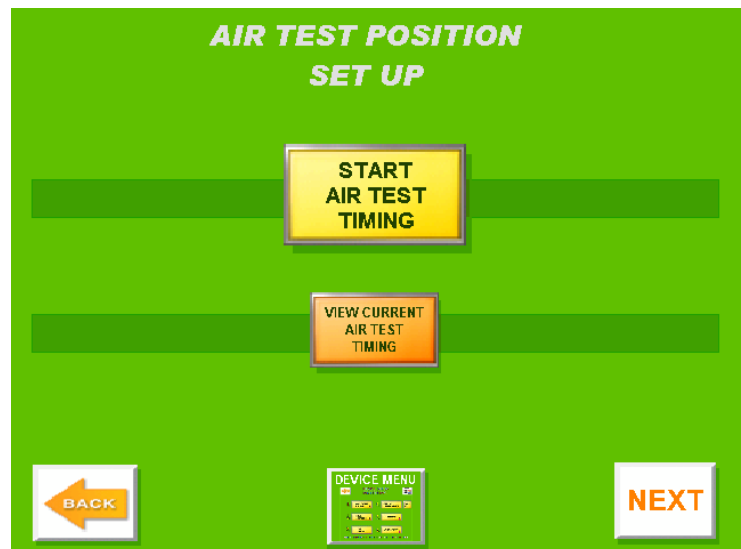 AIR TEST POSITION
SET UP
START
AIR TEST
TIMING
VIEW CURRENT
AIR TEST
TIMING
BACK
DEVICE MENU
NEXT